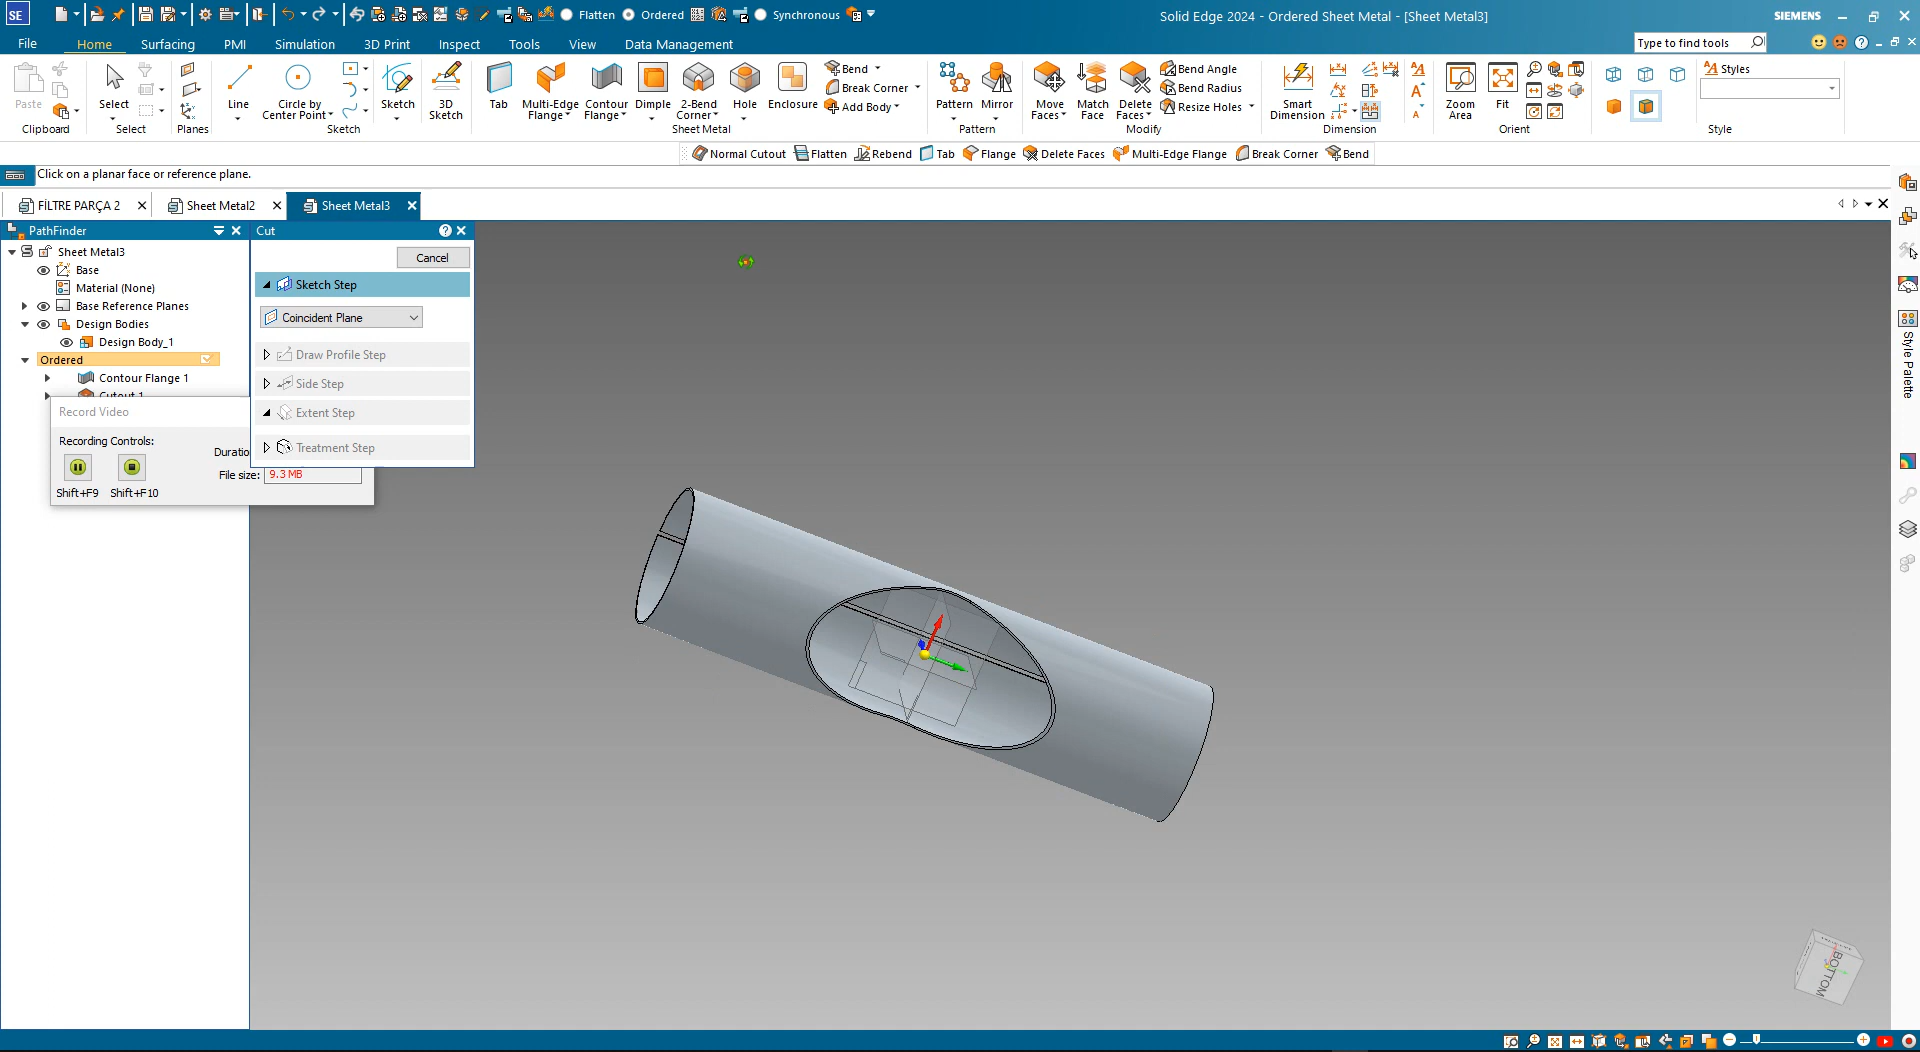 SE
Flatten
Ordered
Synchronous
Solid Edge 2024 - Ordered Sheet Metal - [Sheet Metal3]
SIEMENS
File
Home
Surfacing
PMI
Simulation
3D Print
Inspect
Tools
View
Data Management
Type to find tools
Paste
Clipboard
Select
Select
Planes
Line
Circle by Center Point
Sketch
Sketch
3D Sketch
Tab
Multi-Edge Flange
Contour Flange
Dimple
2-Bend Corner
Hole
Enclosure
Bend
Break Corner
Add Body
Sheet Metal
Pattern
Mirror
Pattern
Move Faces
Match Face
Delete Faces
Bend Angle
Bend Radius
Resize Holes
Modify
Smart Dimension
Dimension
Zoom Area
Fit
Orient
Styles
Style
Normal Cutout
Flatten
Rebend
Tab
Flange
Delete Faces
Multi-Edge Flange
Break Corner
Bend
Click on a planar face or reference plane.
FİLTRE PARÇA 2
Sheet Metal2
Sheet Metal3
PathFinder
Sheet Metal3
Base
Material (None)
Base Reference Planes
Design Bodies
Design Body_1
Ordered
Contour Flange 1
Cutout 1
Cut
Cancel
Sketch Step
Coincident Plane
Draw Profile Step
Side Step
Extent Step
Treatment Step
Record Video
Recording Controls:
Duratio
File size: 9.3 MB
Shift+F9
Shift+F10
Style Palette
BOTTOM